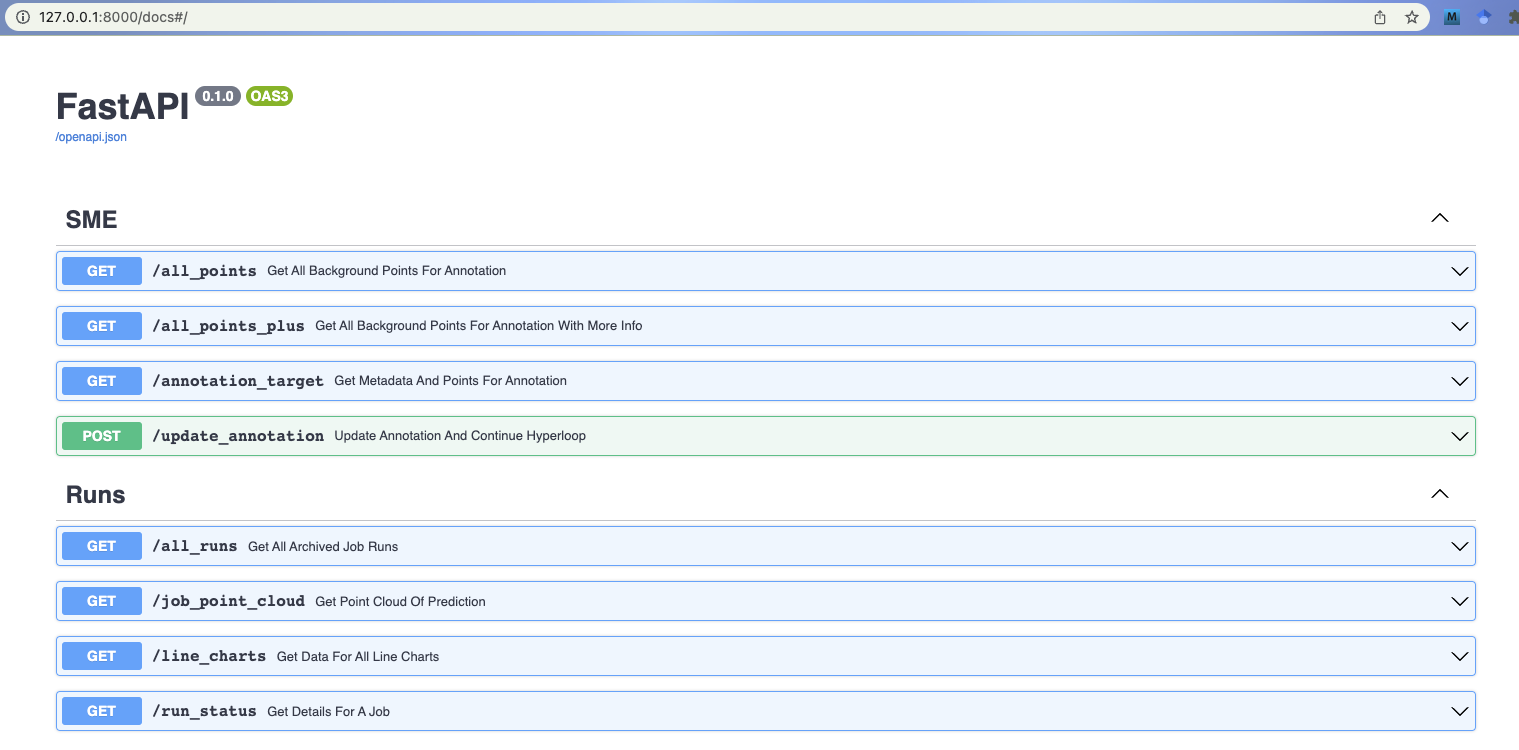 127.0.0.1:8000/docs#/
M
FastAPI 0.1.0 OAS3
/openapi.json
SME
GET /all_points Get All Background Points For Annotation
GET /all_points_plus Get All Background Points For Annotation With More Info
GET /annotation_target Get Metadata And Points For Annotation
POST /update_annotation Update Annotation And Continue Hyperloop
Runs
GET /all_runs Get All Archived Job Runs
GET /job_point_cloud Get Point Cloud Of Prediction
GET /line_charts Get Data For All Line Charts
GET /run_status Get Details For A Job